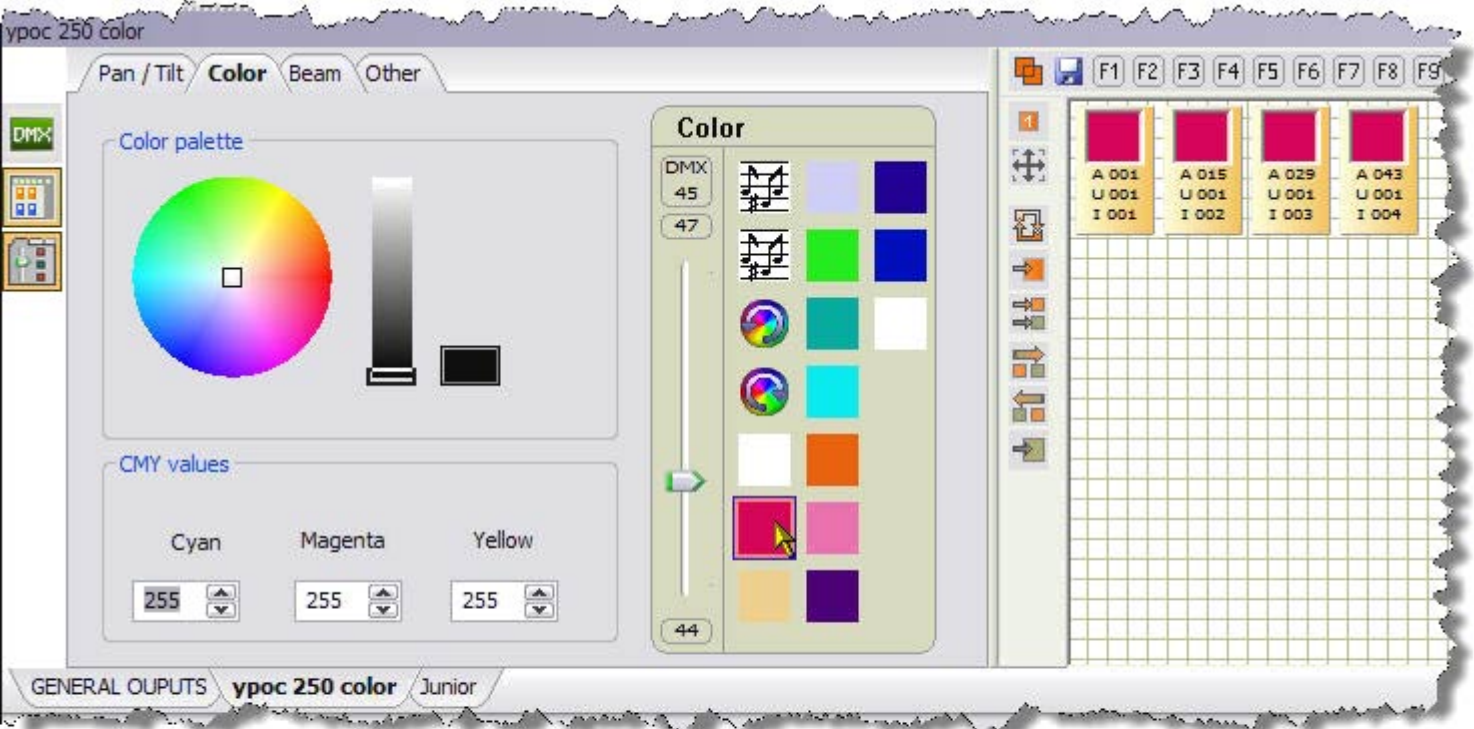 ypoc 250 color
Pan / Tilt Color Beam Other
F1 F2 F3 F4 F5 F6 F7 F8 F9
DMX
Color palette
Color
DMX
45
47
44
CMY values
Cyan Magenta Yellow
255 255 255
1
A 001 A 015 A 029 A 043
U 001 U 001 U 001 U 001
I 001 I 002 I 003 I 004
GENERAL OUPUTS ypoc 250 color Junior